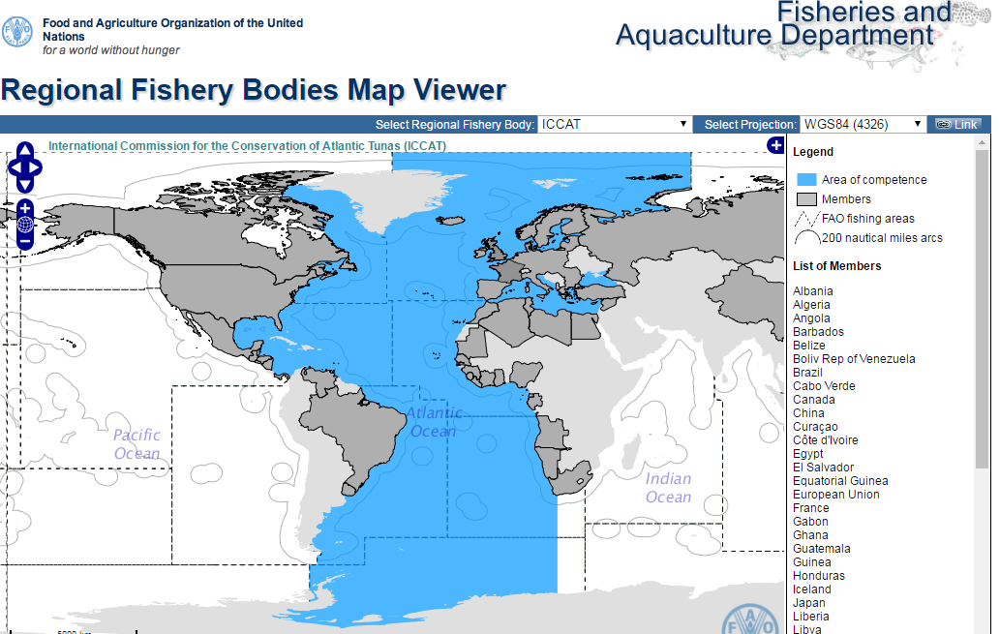 Food and Agriculture Organization of the United
Nations
for a world without hunger
Fisheries and
Aquaculture Department
Regional Fishery Bodies Map Viewer
Select Regional Fishery Body: ICCAT Select Projection: WGS84 (4326) Link
International Commission for the Conservation of Atlantic Tunas (ICCAT)
Pacific
Ocean
Atlantic
Ocean
Indian
Ocean
5000 km
FAO
Legend
Area of competence
Members
FAO fishing areas
200 nautical miles arcs
List of Members
Albania
Algeria
Angola
Barbados
Belize
Boliv Rep of Venezuela
Brazil
Cabo Verde
Canada
China
Curaçao
Côte d'Ivoire
Egypt
El Salvador
Equatorial Guinea
European Union
France
Gabon
Ghana
Guatemala
Guinea
Honduras
Iceland
Japan
Liberia
Libya